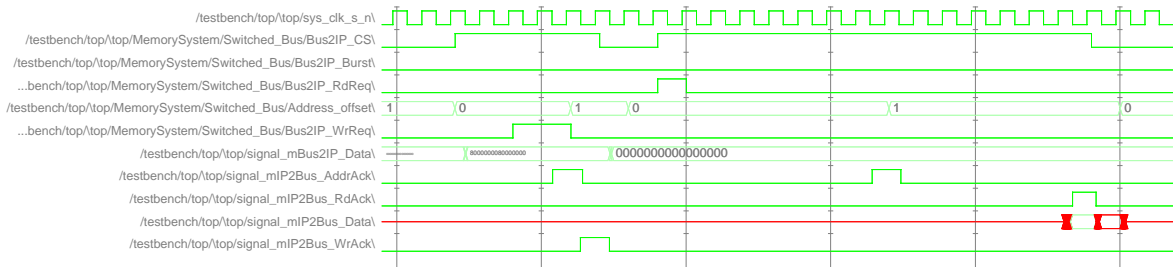 /testbench/top/\top/sys_clk_s_n\
/testbench/top/\top/MemorySystem/Switched_Bus/Bus2IP_CS\
/testbench/top/\top/MemorySystem/Switched_Bus/Bus2IP_Burst\
...bench/top/\top/MemorySystem/Switched_Bus/Bus2IP_RdReq\
/testbench/top/\top/MemorySystem/Switched_Bus/Address_offset\ 1 0 1 0 1 0
...bench/top/\top/MemorySystem/Switched_Bus/Bus2IP_WrReq\
/testbench/top/\top/signal_mBus2IP_Data\ 8000000080000000 0000000000000000
/testbench/top/\top/signal_mIP2Bus_AddrAck\
/testbench/top/\top/signal_mIP2Bus_RdAck\
/testbench/top/\top/signal_mIP2Bus_Data\
/testbench/top/\top/signal_mIP2Bus_WrAck\